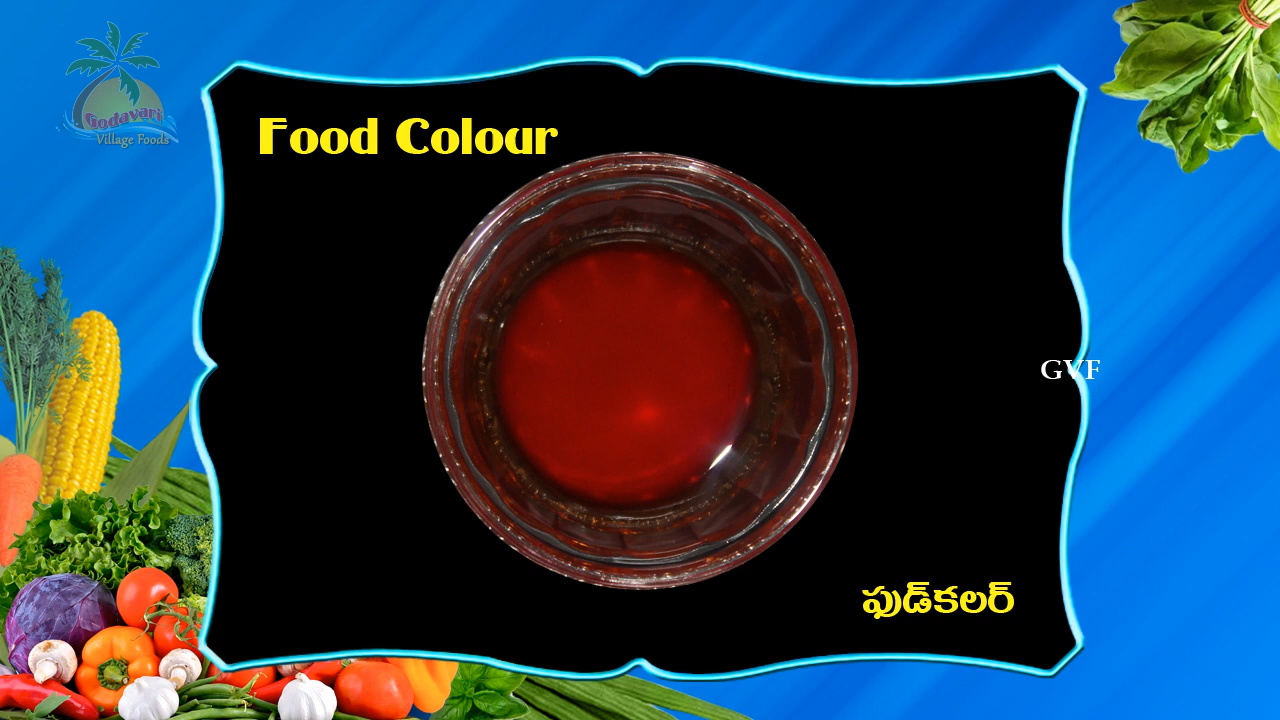 Godavari
Village Foods
Food Colour
GVF
ఫుడ్‌కలర్